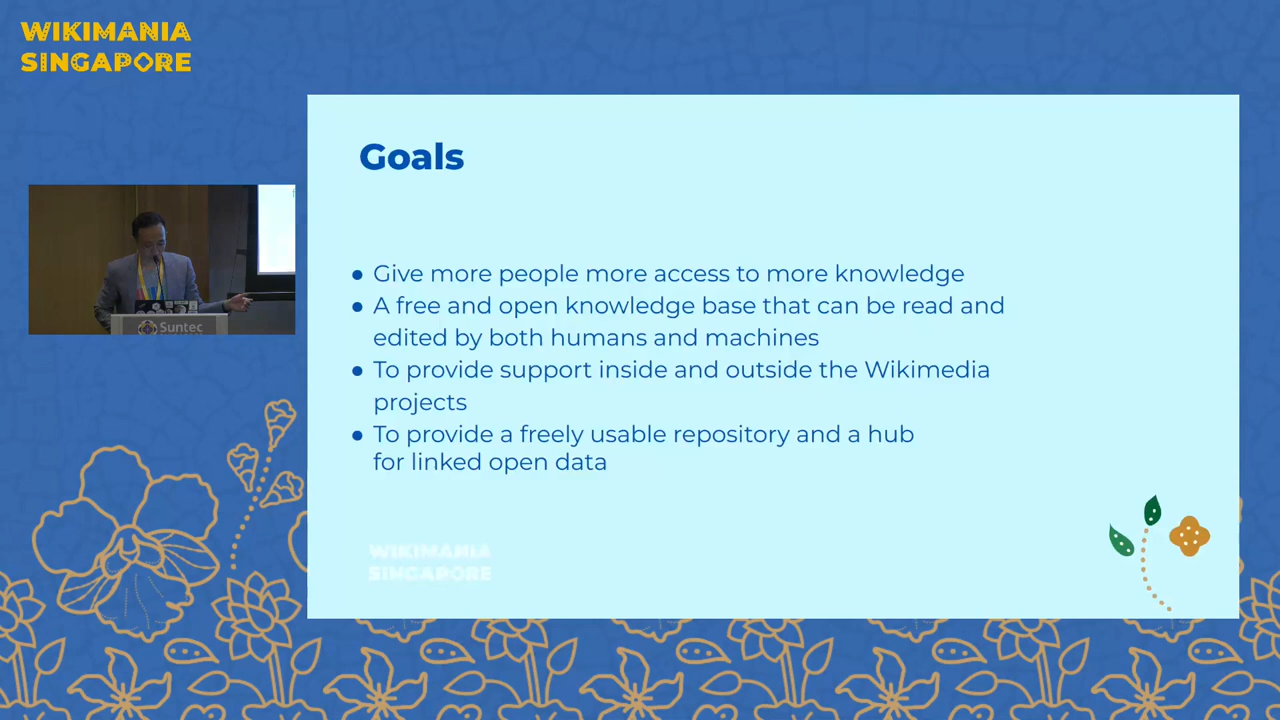 WIKIMANIA
SINGAPORE
Goals
● Give more people more access to more knowledge
● A free and open knowledge base that can be read and
edited by both humans and machines
● To provide support inside and outside the Wikimedia
projects
● To provide a freely usable repository and a hub
for linked open data
Suntec
WIKIMANIA
SINGAPORE